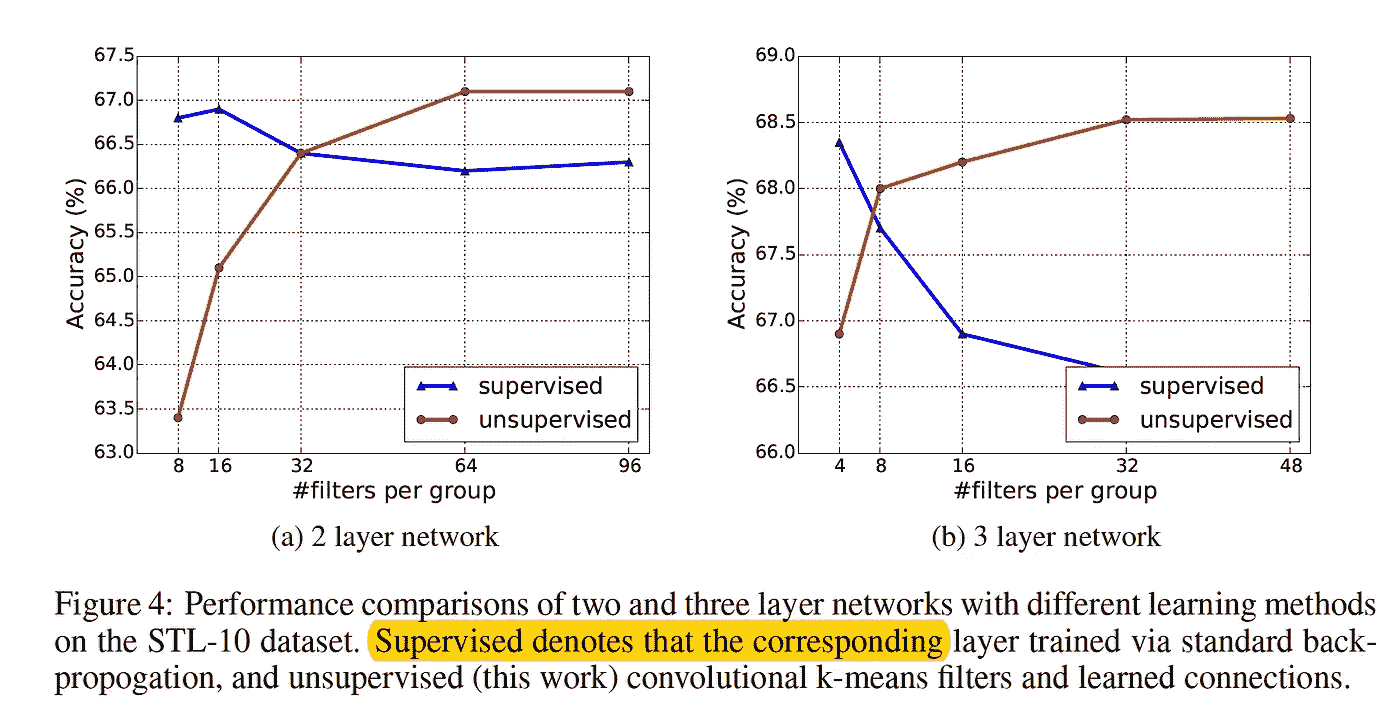 67.5
67.0
66.5
66.0
65.5
65.0
64.5
64.0
63.5
63.0
Accuracy (%)
8 16 32 64 96
#filters per group
supervised
unsupervised
(a) 2 layer network
69.0
68.5
68.0
67.5
67.0
66.5
66.0
Accuracy (%)
4 8 16 32 48
#filters per group
supervised
unsupervised
(b) 3 layer network
Figure 4: Performance comparisons of two and three layer networks with different learning methods
on the STL-10 dataset. Supervised denotes that the corresponding layer trained via standard back-
propogation, and unsupervised (this work) convolutional k-means filters and learned connections.